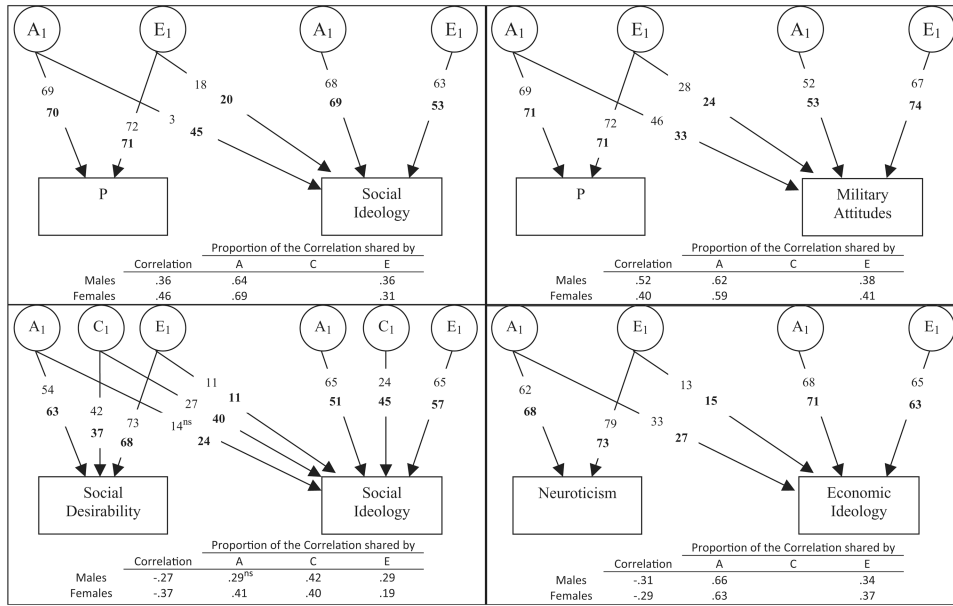 A1 E1 A1 E1
69 18 68 63
70 20 69 53
72 3 45
71
P
Social
Ideology
Proportion of the Correlation shared by
Correlation A C E
Males .36 .64 .36
Females .46 .69 .31
A1 E1 A1 E1
69 28 52 67
71 24 53 74
72 46 33
71
P
Military
Attitudes
Proportion of the Correlation shared by
Correlation A C E
Males .52 .62 .38
Females .40 .59 .41
A1 C1 E1 A1 C1 E1
54 11 65 24 65
63 27 11 51 45 57
42 73 14ns 40
37 68 24
Social
Desirability
Social
Ideology
Proportion of the Correlation shared by
Correlation A C E
Males -.27 .29ns .42 .29
Females -.37 .41 .40 .19
A1 E1 A1 E1
62 13 68 65
68 15 71 63
79 33 27
73
Neuroticism
Economic
Ideology
Proportion of the Correlation shared by
Correlation A C E
Males -.31 .66 .34
Females -.29 .63 .37